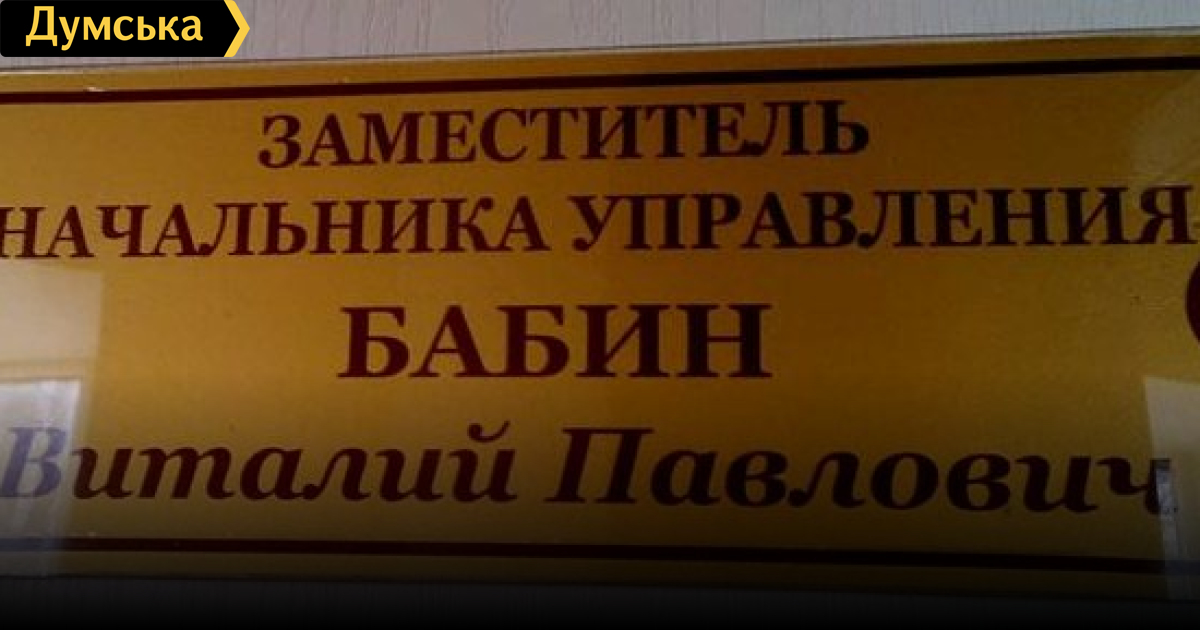 Думська
ЗАМЕСТИТЕЛЬ
НАЧАЛЬНИКА УПРАВЛЕНИЯ
БАБИН
Виталий Павлович